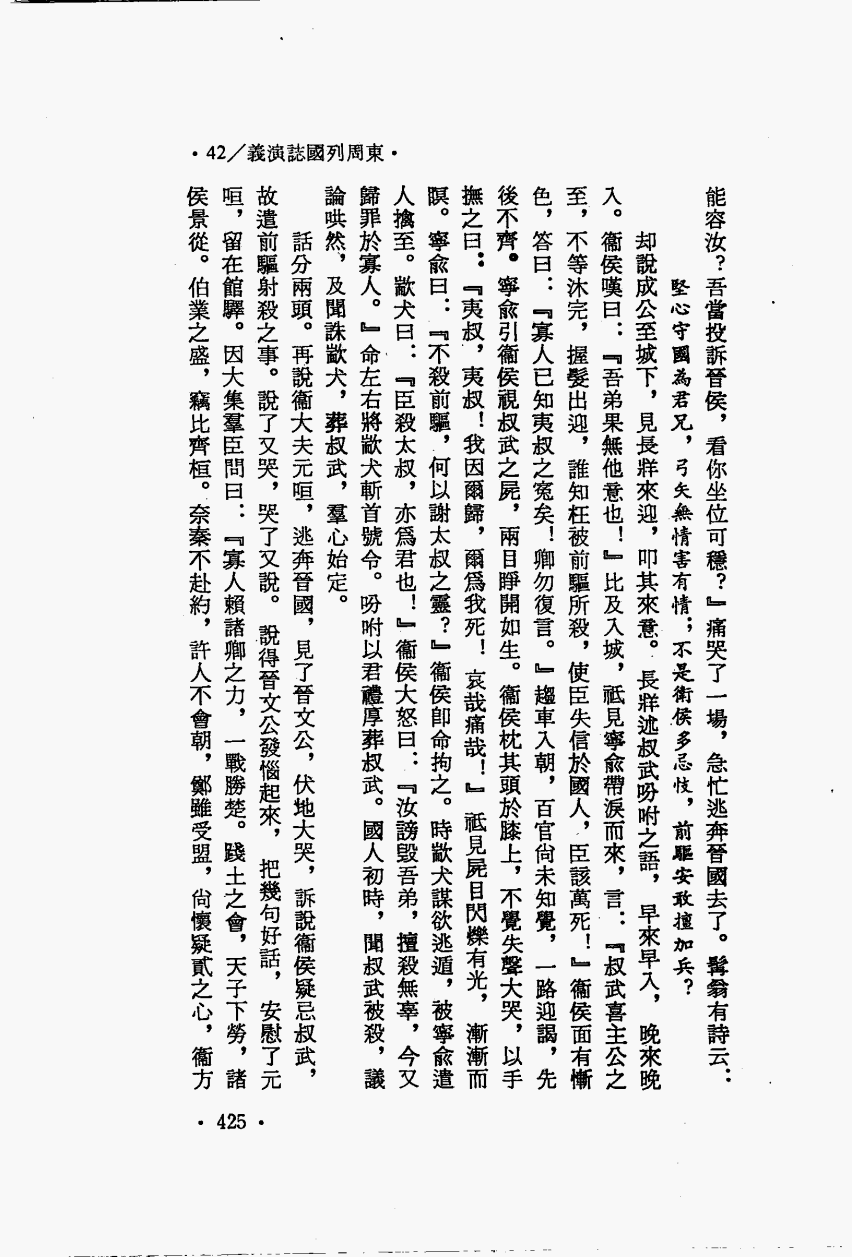 •東周列國誌演義／42•
能容汝？吾當投訴晉侯，看你坐位可穩？』痛哭了一場，急忙逃奔晉國去了。髯翁有詩云：
堅心守國為君兄，弓矢無情害有情；不是衛侯多忌忮，前驅安敢擅加兵？
却說成公至城下，見長牂來迎，叩其來意。長牂述叔武吩咐之語，早來早入，晚來晚
入。衞侯嘆曰：『吾弟果無他意也！』比及入城，祗見寧俞帶淚而來，言：『叔武喜主公之
至，不等沐完，握髮出迎，誰知枉被前驅所殺，使臣失信於國人，臣該萬死！』衞侯面有慚
色，答曰：『寡人已知夷叔之寃矣！卿勿復言。』趨車入朝，百官尙未知覺，一路迎謁，先
後不齊。寧俞引衞侯視叔武之屍，兩目睜開如生。衞侯枕其頭於膝上，不覺失聲大哭，以手
撫之曰：『夷叔，夷叔！我因爾歸，爾爲我死！哀哉痛哉！』祗見屍目閃爍有光，漸漸而
瞑。寧俞曰：『不殺前驅，何以謝太叔之靈？』衞侯卽命拘之。時歂犬謀欲逃遁，被寧俞遣
人擒至。歂犬曰：『臣殺太叔，亦爲君也！』衞侯大怒曰：『汝謗毀吾弟，擅殺無辜，今又
歸罪於寡人。』命左右將歂犬斬首號令。吩咐以君禮厚葬叔武。國人初時，聞叔武被殺，議
論哄然，及聞誅歂犬，葬叔武，羣心始定。
話分兩頭。再說衞大夫元咺，逃奔晉國，見了晉文公，伏地大哭，訴說衞侯疑忌叔武，
故遣前驅射殺之事。說了又哭，哭了又說。說得晉文公發惱起來，把幾句好話，安慰了元
咺，留在館驛。因大集羣臣問曰：『寡人賴諸卿之力，一戰勝楚。踐土之會，天子下勞，諸
侯景從。伯業之盛，竊比齊桓。奈秦不赴約，許人不會朝，鄭雖受盟，尙懷疑貳之心，衞方
•425•